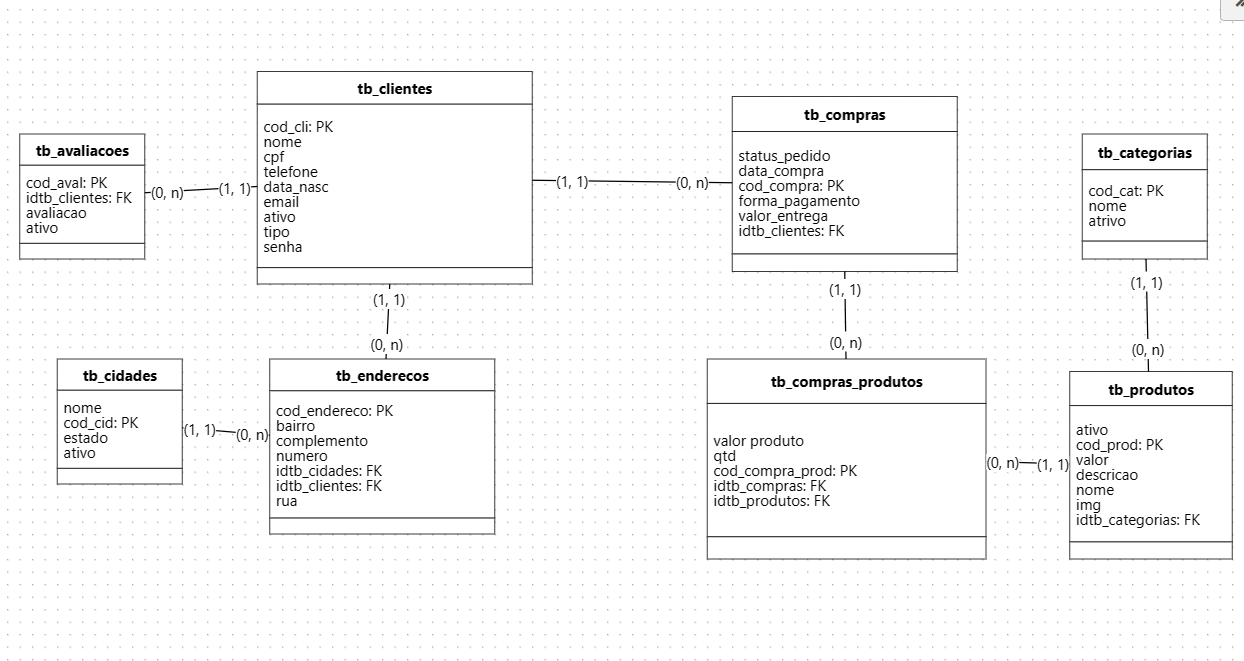 tb_clientes
cod_cli: PK
nome
cpf
telefone
data_nasc
email
ativo
tipo
senha
tb_compras
status_pedido
data_compra
cod_compra: PK
forma_pagamento
valor_entrega
idtb_clientes: FK
tb_avaliacoes
cod_aval: PK
idtb_clientes: FK
avaliacao
ativo
tb_categorias
cod_cat: PK
nome
atrivo
(0, n)
(1, 1)
(1, 1)
(0, n)
(1, 1)
(0, n)
(1, 1)
(0, n)
(1, 1)
(0, n)
tb_cidades
nome
cod_cid: PK
estado
ativo
(1, 1)
(0, n)
tb_enderecos
cod_endereco: PK
bairro
complemento
numero
idtb_cidades: FK
idtb_clientes: FK
rua
tb_compras_produtos
valor produto
qtd
cod_compra_prod: PK
idtb_compras: FK
idtb_produtos: FK
(0, n)
(1, 1)
tb_produtos
ativo
cod_prod: PK
valor
descricao
nome
img
idtb_categorias: FK